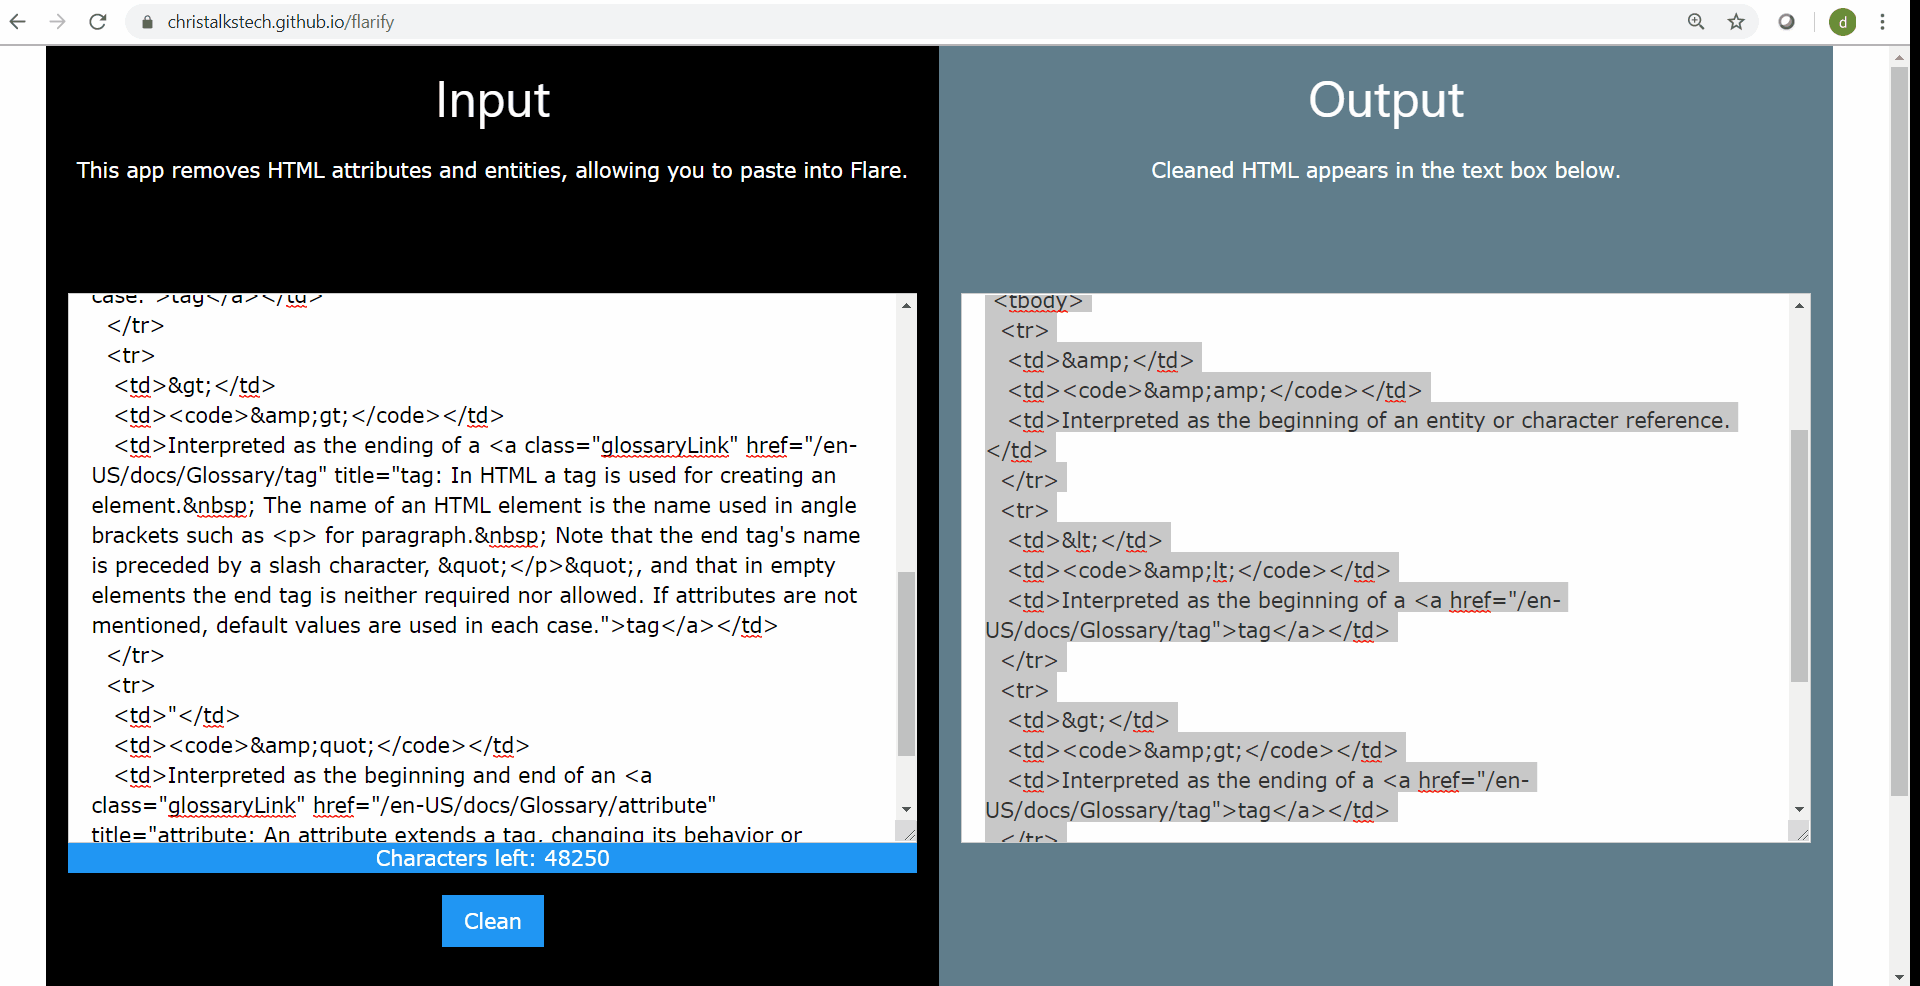 christalkstech.github.io/flarify
d
Input
This app removes HTML attributes and entities, allowing you to paste into Flare.
case.">tag</a></td>
</tr>
<tr>
<td>&gt;</td>
<td><code>&amp;gt;</code></td>
<td>Interpreted as the ending of a <a class="glossaryLink" href="/en-
US/docs/Glossary/tag" title="tag: In HTML a tag is used for creating an
element.&nbsp; The name of an HTML element is the name used in angle
brackets such as <p> for paragraph.&nbsp; Note that the end tag's name
is preceded by a slash character, &quot;</p>&quot;, and that in empty
elements the end tag is neither required nor allowed. If attributes are not
mentioned, default values are used in each case.">tag</a></td>
</tr>
<tr>
<td>"</td>
<td><code>&amp;quot;</code></td>
<td>Interpreted as the beginning and end of an <a
class="glossaryLink" href="/en-US/docs/Glossary/attribute"
title="attribute: An attribute extends a tag, changing its behavior or
Characters left: 48250
Clean
Output
Cleaned HTML appears in the text box below.
<tbody>
<tr>
<td>&amp;</td>
<td><code>&amp;amp;</code></td>
<td>Interpreted as the beginning of an entity or character reference.
</td>
</tr>
<tr>
<td>&lt;</td>
<td><code>&amp;lt;</code></td>
<td>Interpreted as the beginning of a <a href="/en-
US/docs/Glossary/tag">tag</a></td>
</tr>
<tr>
<td>&gt;</td>
<td><code>&amp;gt;</code></td>
<td>Interpreted as the ending of a <a href="/en-
US/docs/Glossary/tag">tag</a></td>
</tr>